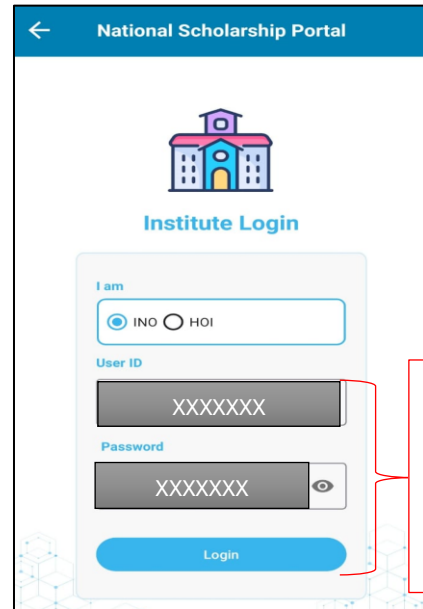 National Scholarship Portal
Institute Login
I am
INO HOI
User ID
XXXXXXX
Password
XXXXXXX
Login